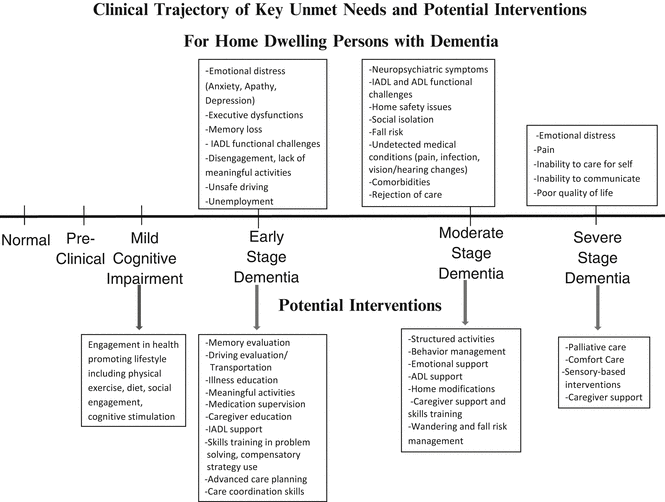 Clinical Trajectory of Key Unmet Needs and Potential Interventions
For Home Dwelling Persons with Dementia
-Emotional distress
(Anxiety, Apathy,
Depression)
-Executive dysfunctions
-Memory loss
- IADL functional challenges
-Disengagement, lack of
meaningful activities
-Unsafe driving
-Unemployment
-Neuropsychiatric symptoms
-IADL and ADL functional
challenges
-Home safety issues
-Social isolation
-Fall risk
-Undetected medical
conditions (pain, infection,
vision/hearing changes)
-Comorbidities
-Rejection of care
-Emotional distress
-Pain
-Inability to care for self
-Inability to communicate
-Poor quality of life
Normal
Pre-
Clinical
Mild
Cognitive
Impairment
Early
Stage
Dementia
Moderate
Stage
Dementia
Severe
Stage
Dementia
Potential Interventions
Engagement in health
promoting lifestyle
including physical
exercise, diet, social
engagement,
cognitive stimulation
-Memory evaluation
-Driving evaluation/
Transportation
-Illness education
-Meaningful activities
-Medication supervision
-Caregiver education
-IADL support
-Skills training in problem
solving, compensatory
strategy use
-Advanced care planning
-Care coordination skills
-Structured activities
-Behavior management
-Emotional support
-ADL support
-Home modifications
-Caregiver support and
skills training
-Wandering and fall risk
management
-Palliative care
-Comfort Care
-Sensory-based
interventions
-Caregiver support